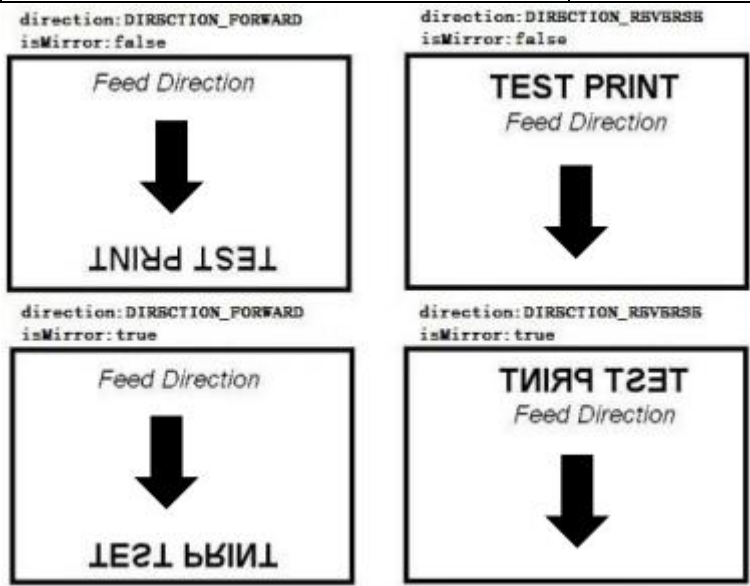 direction:DIRECTION_FORWARD
isMirror:false
Feed Direction
TEST PRINT
direction:DIRECTION_REVERSE
isMirror:false
TEST PRINT
Feed Direction
direction:DIRECTION_FORWARD
isMirror:true
Feed Direction
TEST PRINT
direction:DIRECTION_REVERSE
isMirror:true
TEST PRINT
Feed Direction